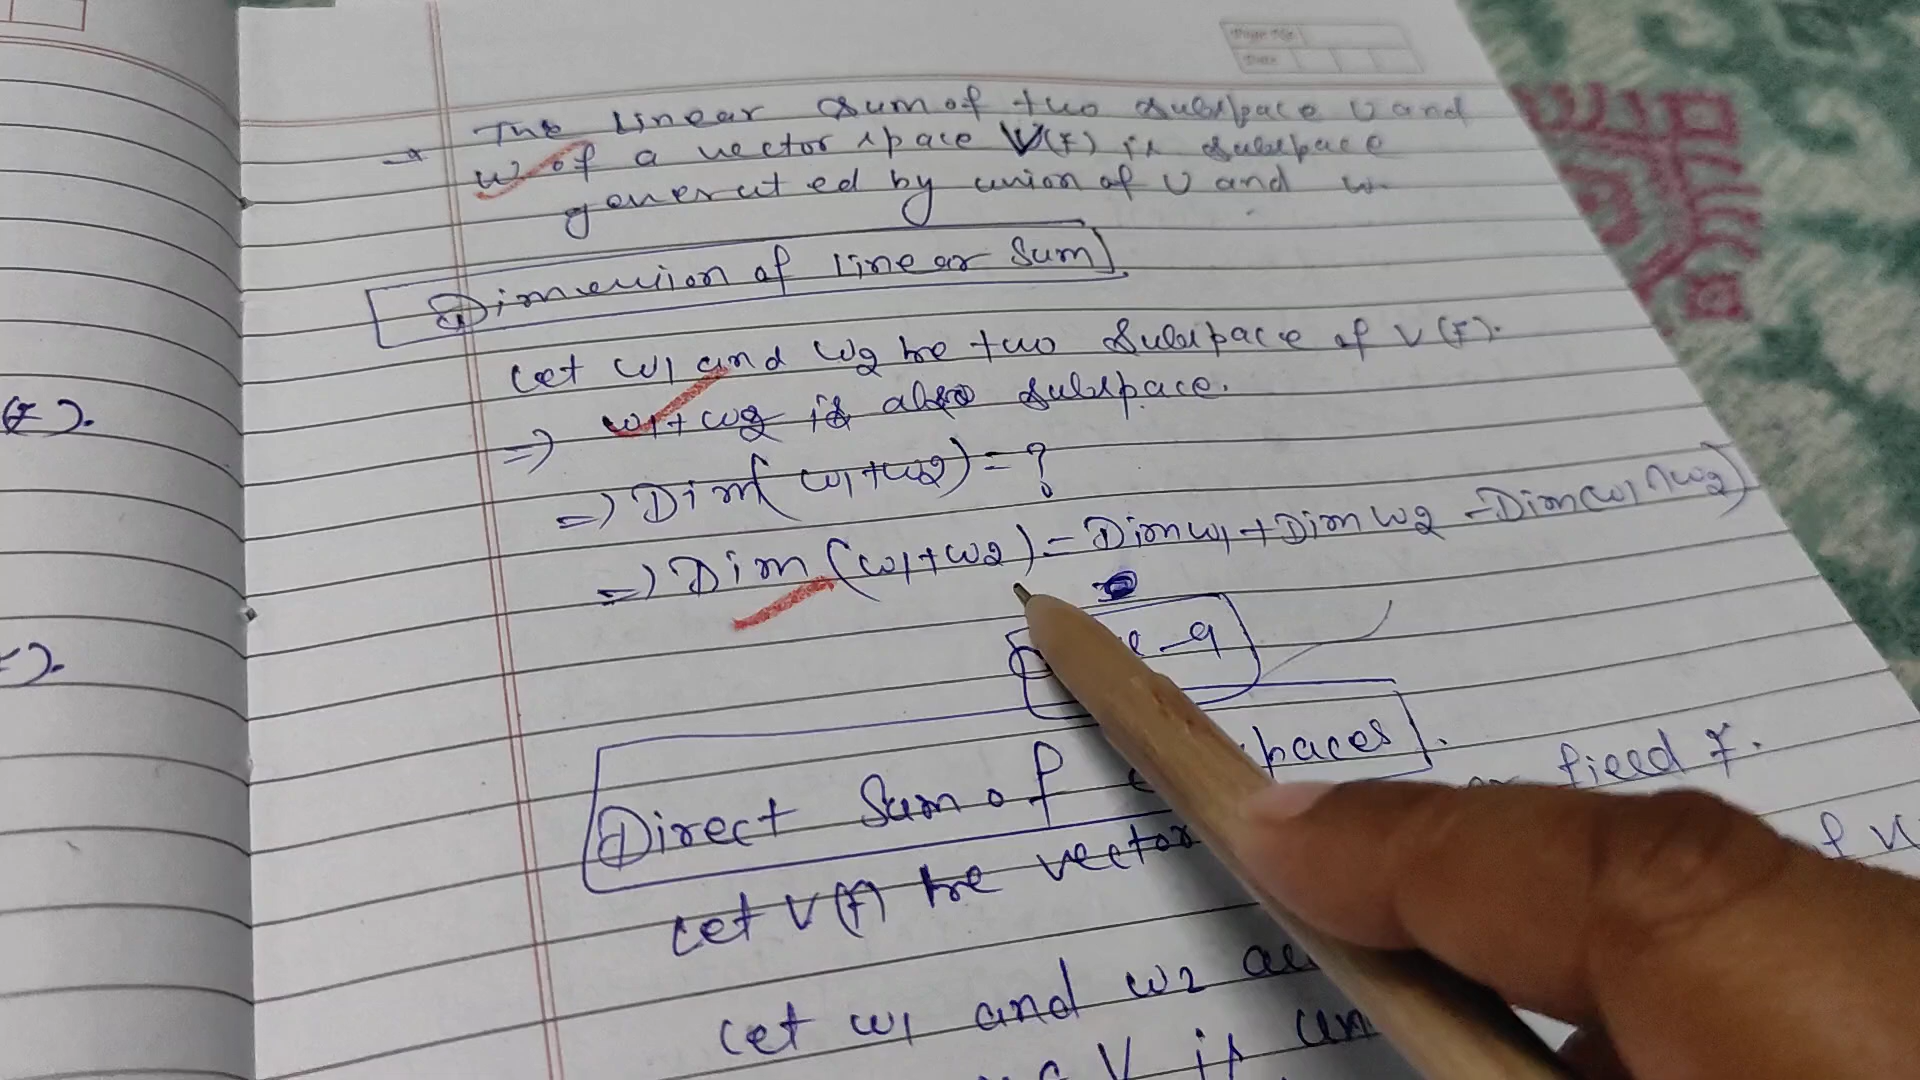 → The linear sum of two subspace U and
W of a vector space V(F) is subspace
generated by union of U and W.
Dimension of linear sum
Let W1 and W2 be two subspace of V(F).
⇒ W1+W2 is also subspace.
⇒ Dim(W1+W2) = ?
⇒ Dim (W1+W2) = Dim W1 + Dim W2 - Dim(W1∩W2)
Direct Sum of
Let V(F) be vector field F.
Let W1 and W2
V is